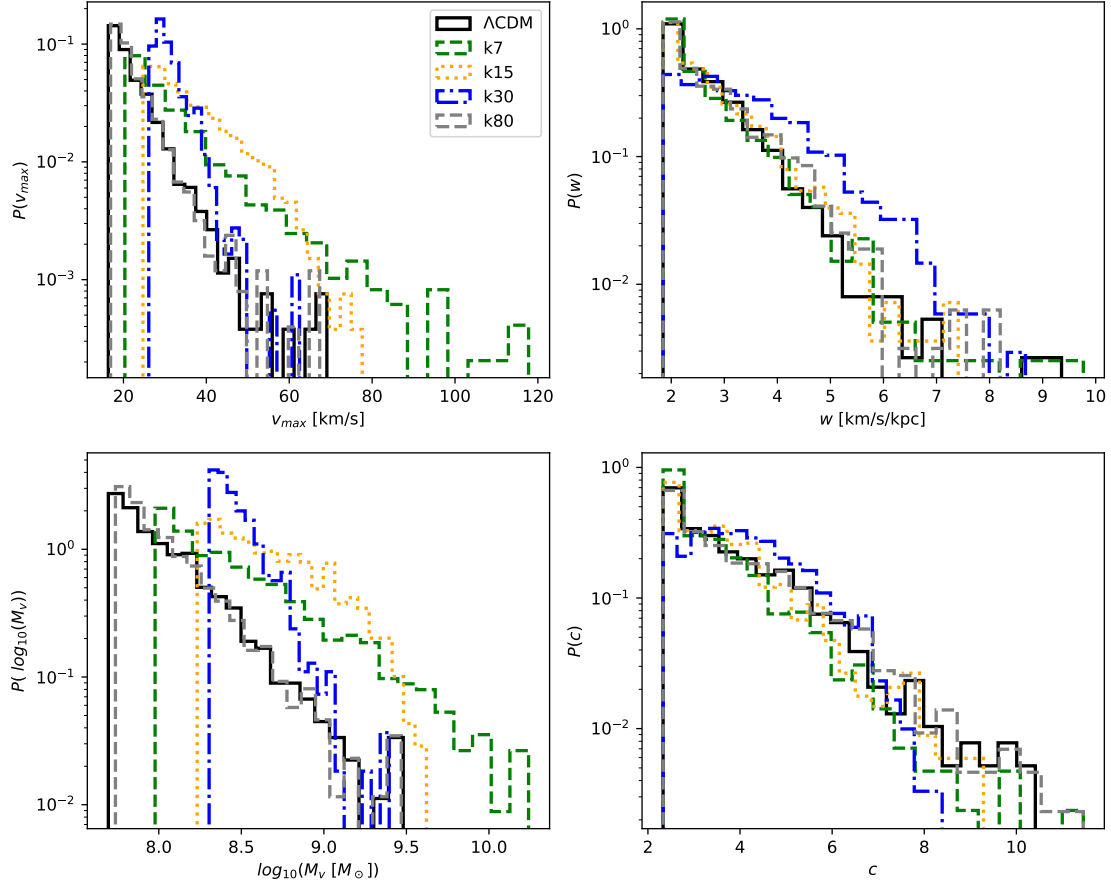 10⁻¹
10⁻²
10⁻³
P(v_max)
20 40 60 80 100 120
v_max [km/s]
ΛCDM
k7
k15
k30
k80
10⁰
10⁻¹
10⁻²
P(w)
2 3 4 5 6 7 8 9 10
w [km/s/kpc]
10⁰
10⁻¹
10⁻²
P( log₁₀(M_v))
8.0 8.5 9.0 9.5 10.0
log₁₀(M_v [M_⊙])
10⁰
10⁻¹
10⁻²
P(c)
2 4 6 8 10
c